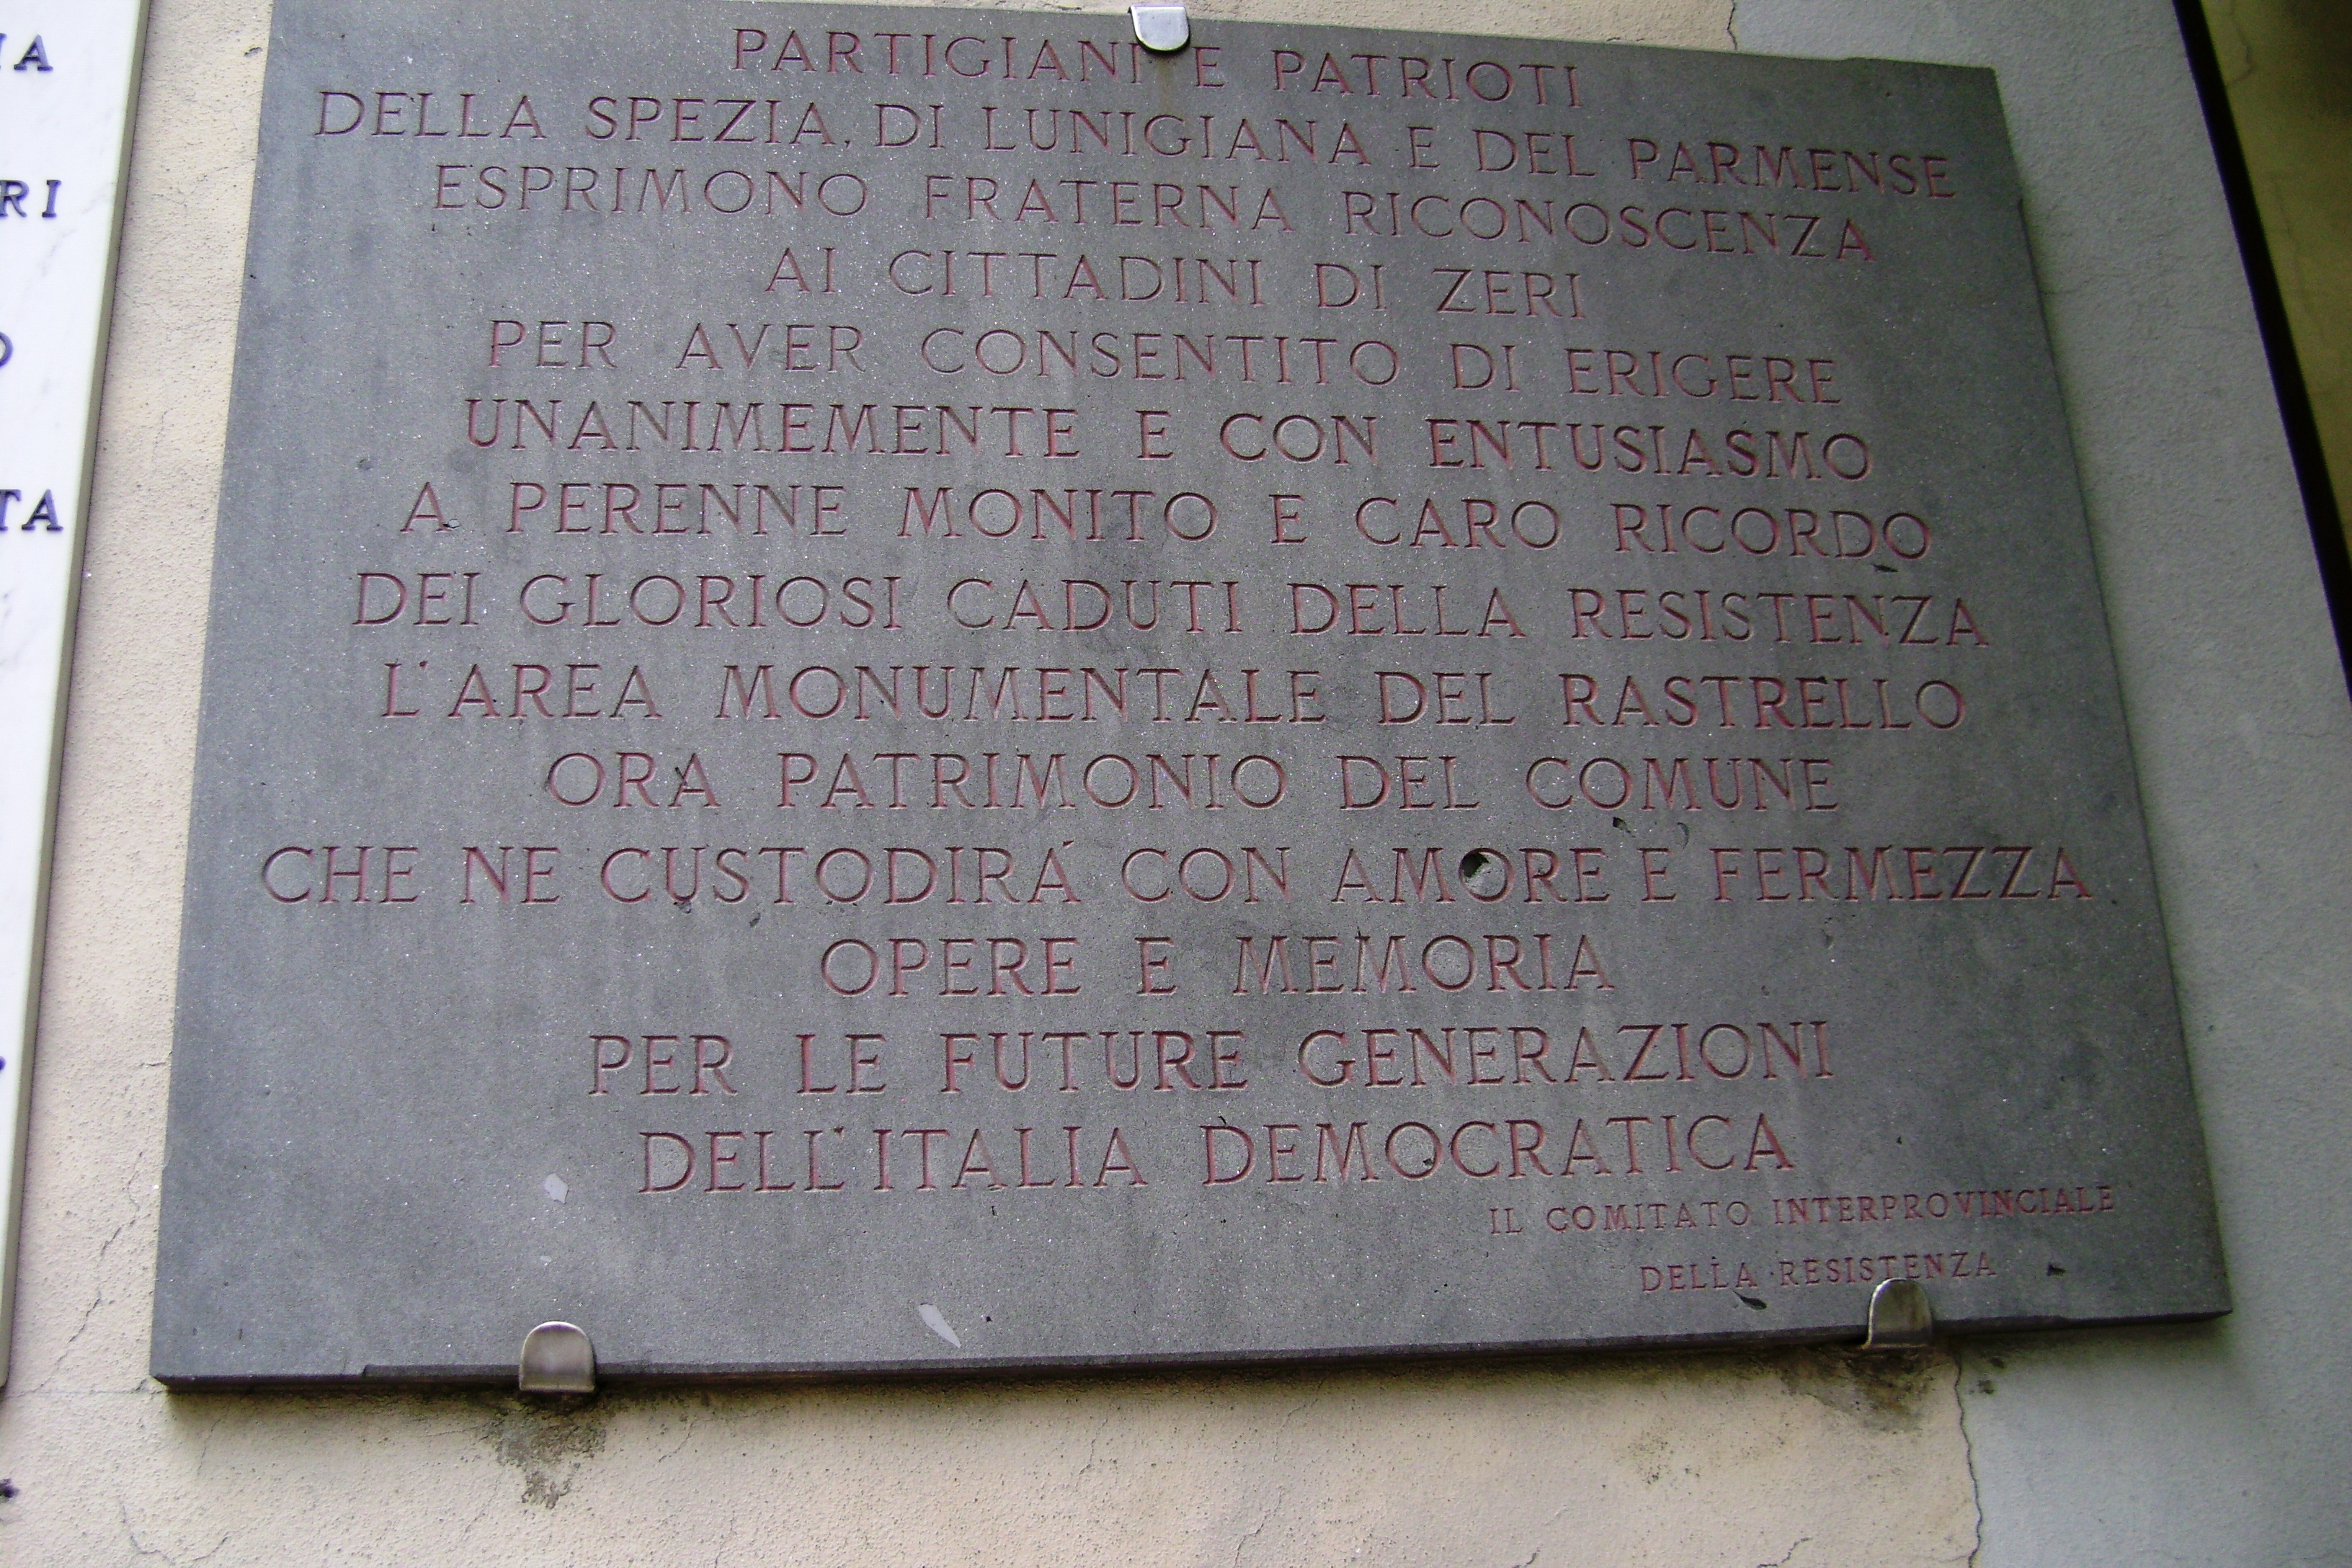 PARTIGIANI E PATRIOTI
DELLA SPEZIA, DI LUNIGIANA E DEL PARMENSE
ESPRIMONO FRATERNA RICONOSCENZA
AI CITTADINI DI ZERI
PER AVER CONSENTITO DI ERIGERE
UNANIMEMENTE E CON ENTUSIASMO
A PERENNE MONITO E CARO RICORDO
DEI GLORIOSI CADUTI DELLA RESISTENZA
L'AREA MONUMENTALE DEL RASTRELLO
ORA PATRIMONIO DEL COMUNE
CHE NE CUSTODIRÁ CON AMORE E FERMEZZA
OPERE E MEMORIA
PER LE FUTURE GENERAZIONI
DELL'ITALIA DEMOCRATICA
IL COMITATO INTERPROVINCIALE
DELLA RESISTENZA